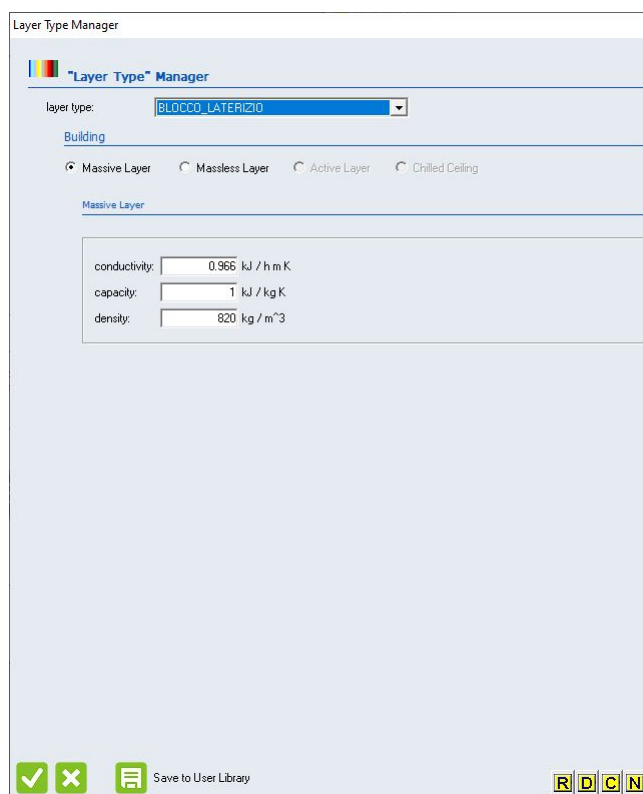 Layer Type Manager
"Layer Type" Manager
layer type: BLOCCO_LATERIZIO
Building
Massive Layer Massless Layer Active Layer Chilled Ceiling
Massive Layer
conductivity: 0.966 kJ / h m K
capacity: 1 kJ / kg K
density: 820 kg / m^3
Save to User Library R D C N